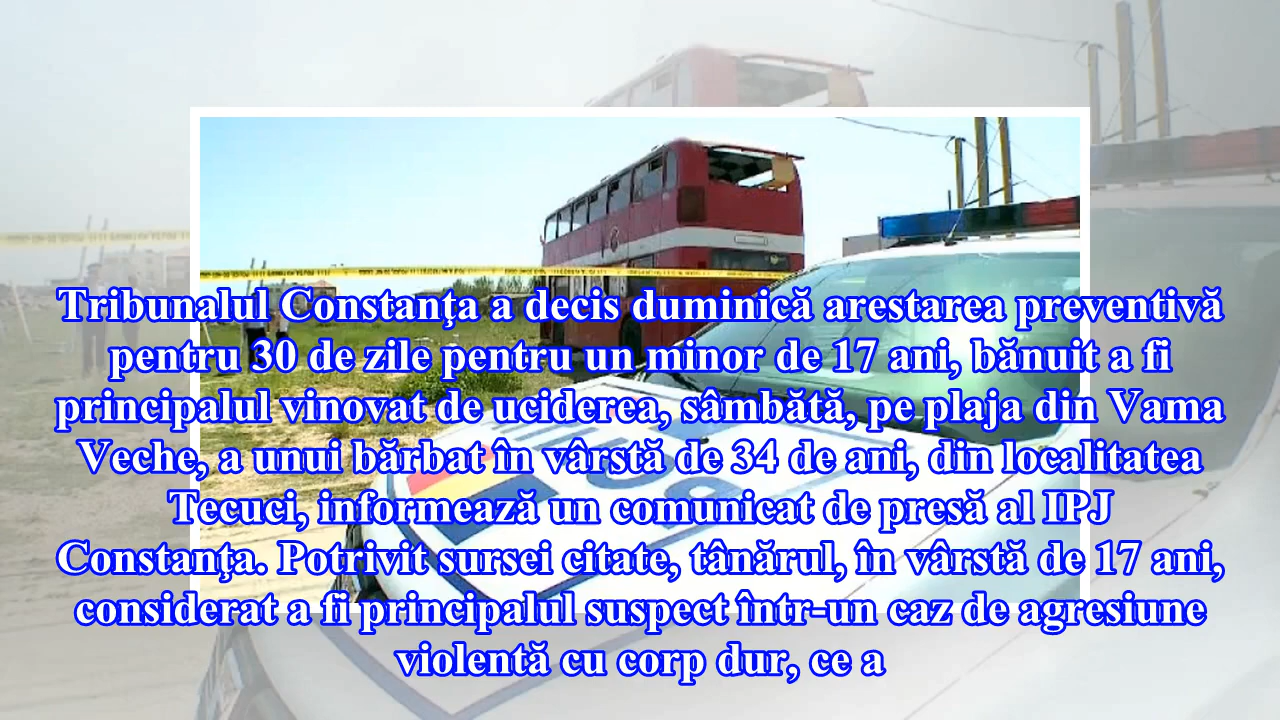 Tribunalul Constanţa a decis duminică arestarea preventivă
pentru 30 de zile pentru un minor de 17 ani, bănuit a fi
principalul vinovat de uciderea, sâmbătă, pe plaja din Vama
Veche, a unui bărbat în vârstă de 34 de ani, din localitatea
Tecuci, informează un comunicat de presă al IPJ
Constanţa. Potrivit sursei citate, tânărul, în vârstă de 17 ani,
considerat a fi principalul suspect într-un caz de agresiune
violentă cu corp dur, ce a